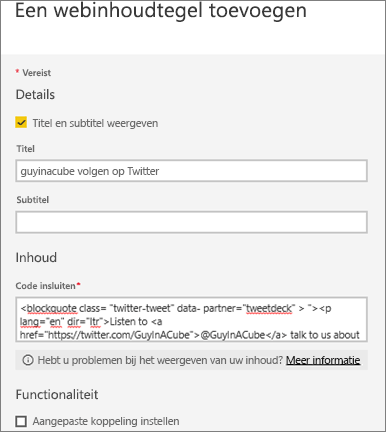 Een webinhoudtegel toevoegen
* Vereist
Details
Titel en subtitel weergeven
Titel
guyinacube volgen op Twitter
Subtitel
Inhoud
Code insluiten*
<blockquote class= "twitter-tweet" data- partner="tweetdeck" > "><p
lang="en" dir="ltr">Listen to <a
href="https://twitter.com/GuyInACube">@GuyInACube</a> talk to us about
Hebt u problemen bij het weergeven van uw inhoud? Meer informatie
Functionaliteit
Aangepaste koppeling instellen